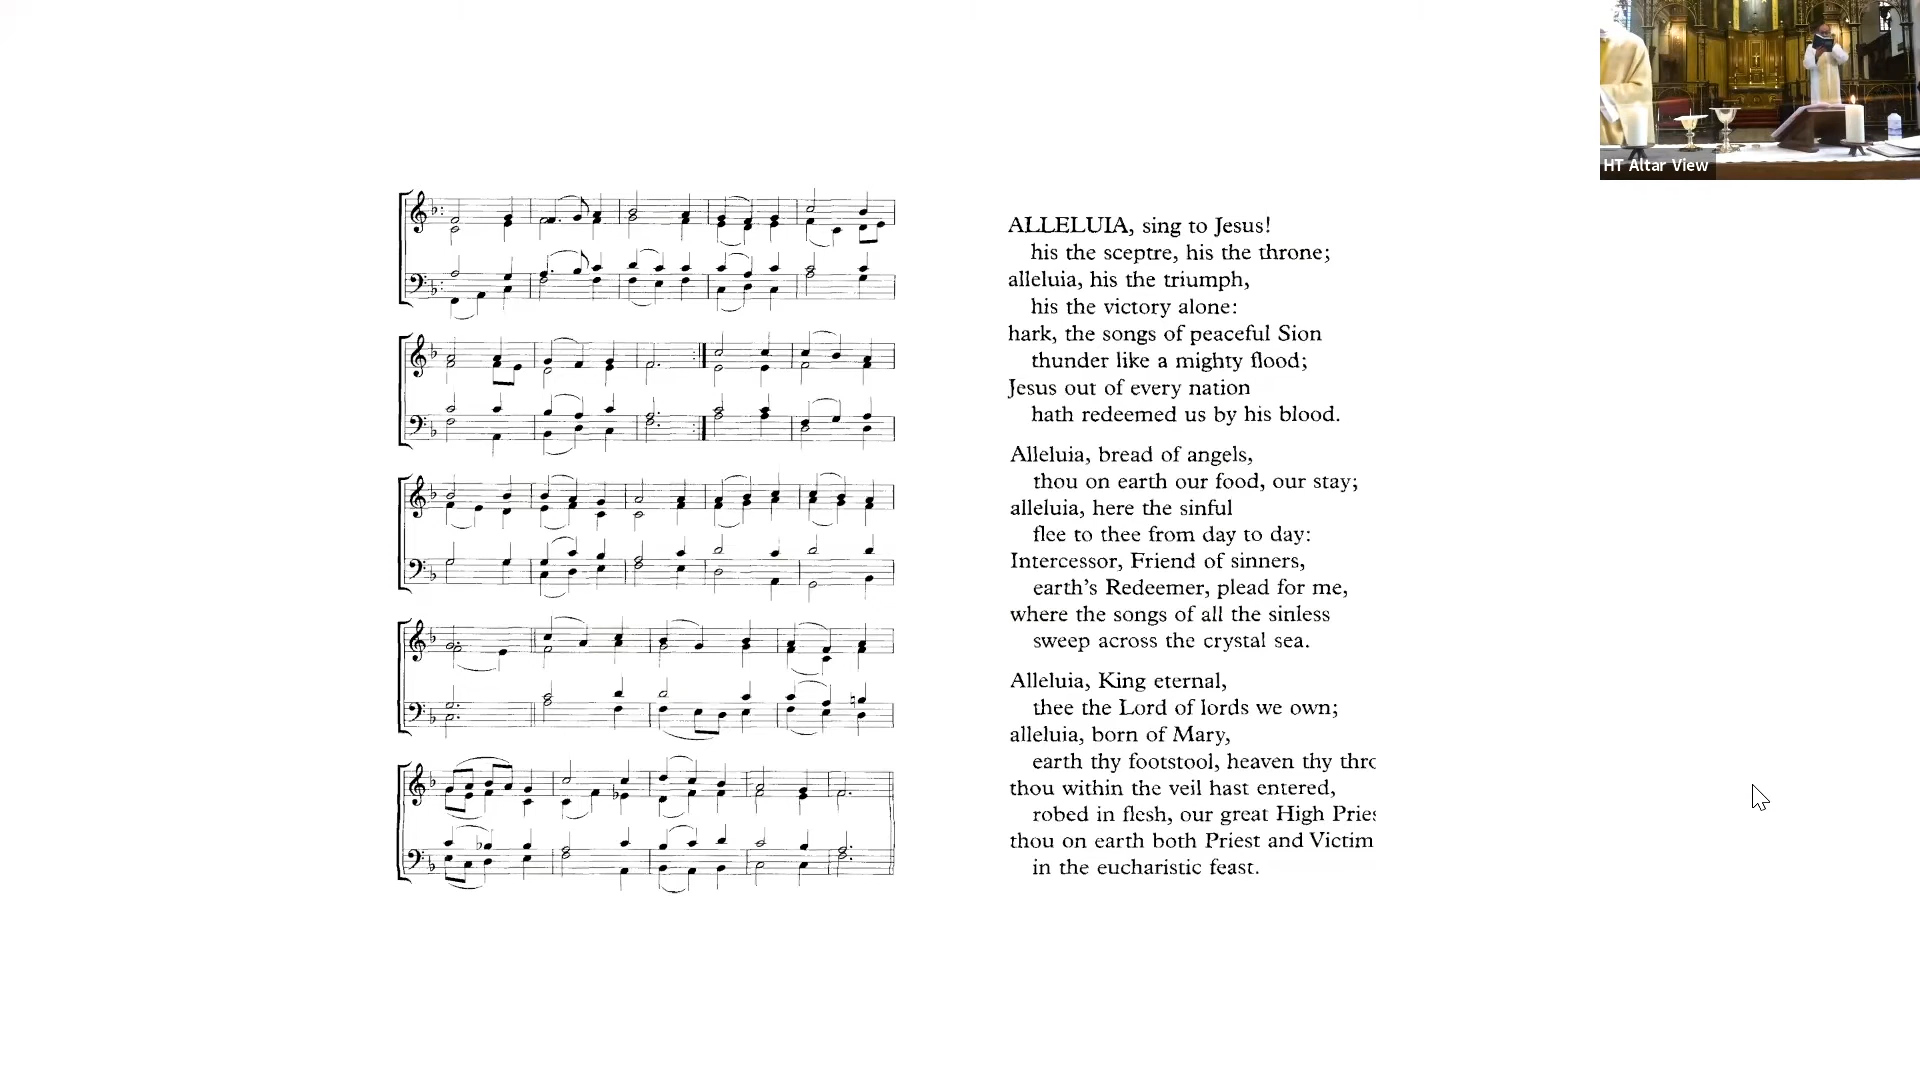 HT Altar View
ALLELUIA, sing to Jesus!
his the sceptre, his the throne;
alleluia, his the triumph,
his the victory alone:
hark, the songs of peaceful Sion
thunder like a mighty flood;
Jesus out of every nation
hath redeemed us by his blood.
Alleluia, bread of angels,
thou on earth our food, our stay;
alleluia, here the sinful
flee to thee from day to day:
Intercessor, Friend of sinners,
earth's Redeemer, plead for me,
where the songs of all the sinless
sweep across the crystal sea.
Alleluia, King eternal,
thee the Lord of lords we own;
alleluia, born of Mary,
earth thy footstool, heaven thy
thou within the veil hast entered,
robed in flesh, our great High
thou on earth both Priest and Victim
in the eucharistic feast.